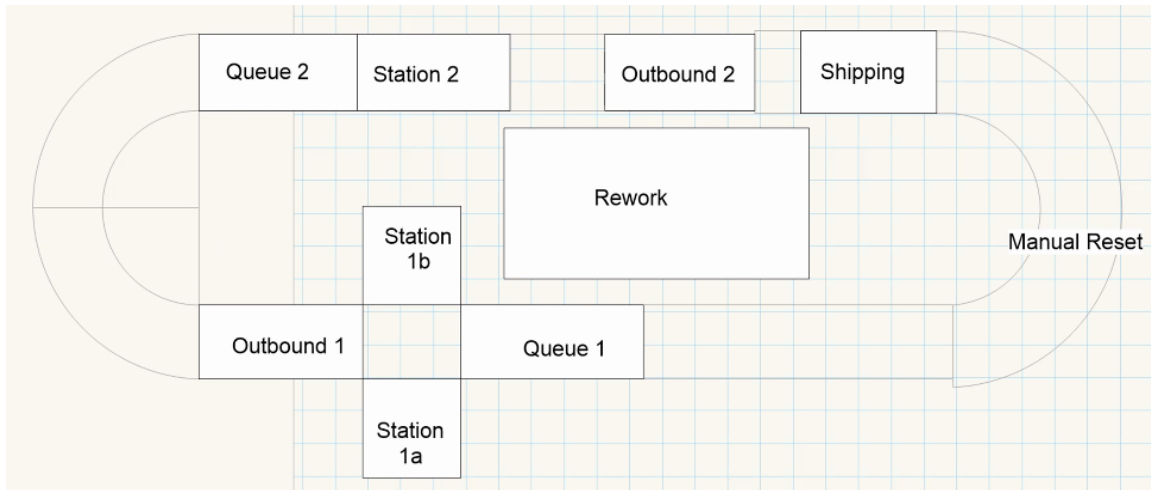 Queue 2
Station 2
Outbound 2
Shipping
Rework
Station
1b
Manual Reset
Outbound 1
Queue 1
Station
1a